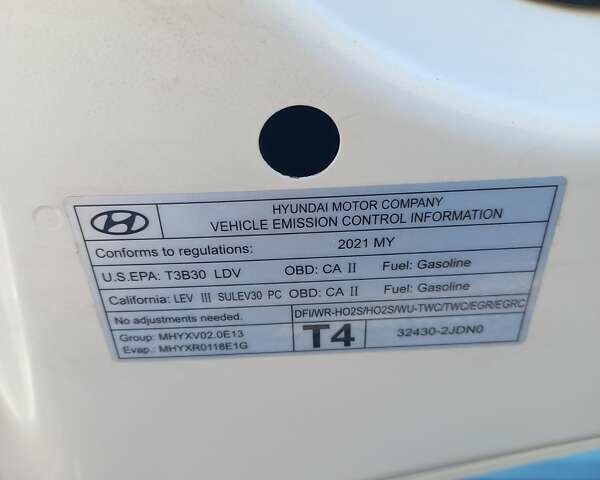 HYUNDAI MOTOR COMPANY
VEHICLE EMISSION CONTROL INFORMATION
Conforms to regulations: 2021 MY
U.S.EPA: T3B30 LDV OBD: CA II Fuel: Gasoline
California: LEV III SULEV30 PC OBD: CA II Fuel: Gasoline
No adjustments needed. DFI/WR-HO2S/HO2S/WU-TWC/TWC/EGR/EGRC
Group: MHYXV02.0E13
Evap.: MHYXR0118E1G
T4 32430-2JDN0